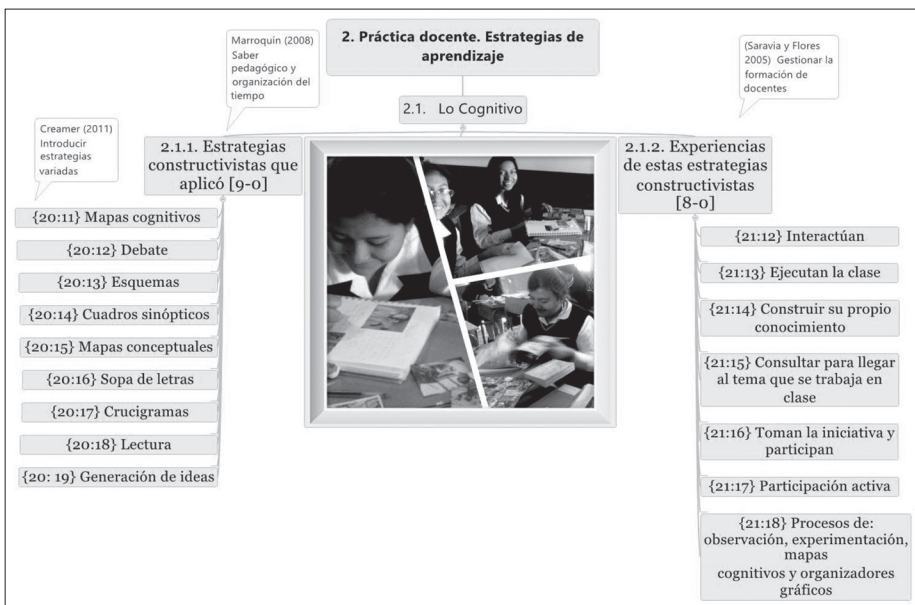 2. Práctica docente. Estrategias de
aprendizaje
2.1. Lo Cognitivo
Marroquín (2008)
Saber
pedagógico y
organización del
tiempo
Creamer (2011)
Introducir
estrategias
variadas
2.1.1. Estrategias
constructivistas que
aplicó [9-0]
{20:11} Mapas cognitivos
{20:12} Debate
{20:13} Esquemas
{20:14} Cuadros sinópticos
{20:15} Mapas conceptuales
{20:16} Sopa de letras
{20:17} Crucigramas
{20:18} Lectura
{20: 19} Generación de ideas
(Saravia y Flores
2005) Gestionar la
formación de
docentes
2.1.2. Experiencias
de estas estrategias
constructivistas
[8-0]
{21:12} Interactúan
{21:13} Ejecutan la clase
{21:14} Construir su propio
conocimiento
{21:15} Consultar para llegar
al tema que se trabaja en
clase
{21:16} Toman la iniciativa y
participan
{21:17} Participación activa
{21:18} Procesos de:
observación, experimentación,
mapas
cognitivos y organizadores
gráficos